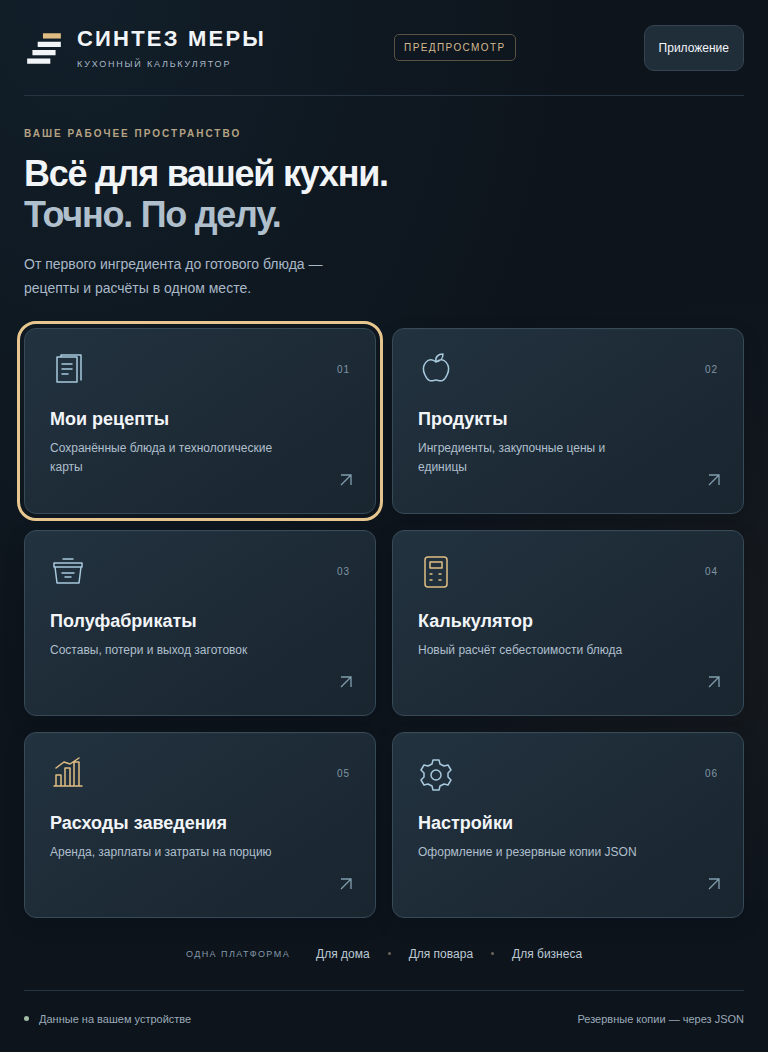 СИНТЕЗ МЕРЫ
КУХОННЫЙ КАЛЬКУЛЯТОР
ПРЕДПРОСМОТР
Приложение
ВАШЕ РАБОЧЕЕ ПРОСТРАНСТВО
Всё для вашей кухни.
Точно. По делу.
От первого ингредиента до готового блюда —
рецепты и расчёты в одном месте.
01
Мои рецепты
Сохранённые блюда и технологические
карты
02
Продукты
Ингредиенты, закупочные цены и
единицы
03
Полуфабрикаты
Составы, потери и выход заготовок
04
Калькулятор
Новый расчёт себестоимости блюда
05
Расходы заведения
Аренда, зарплаты и затраты на порцию
06
Настройки
Оформление и резервные копии JSON
ОДНА ПЛАТФОРМА Для дома • Для повара • Для бизнеса
Данные на вашем устройстве
Резервные копии — через JSON